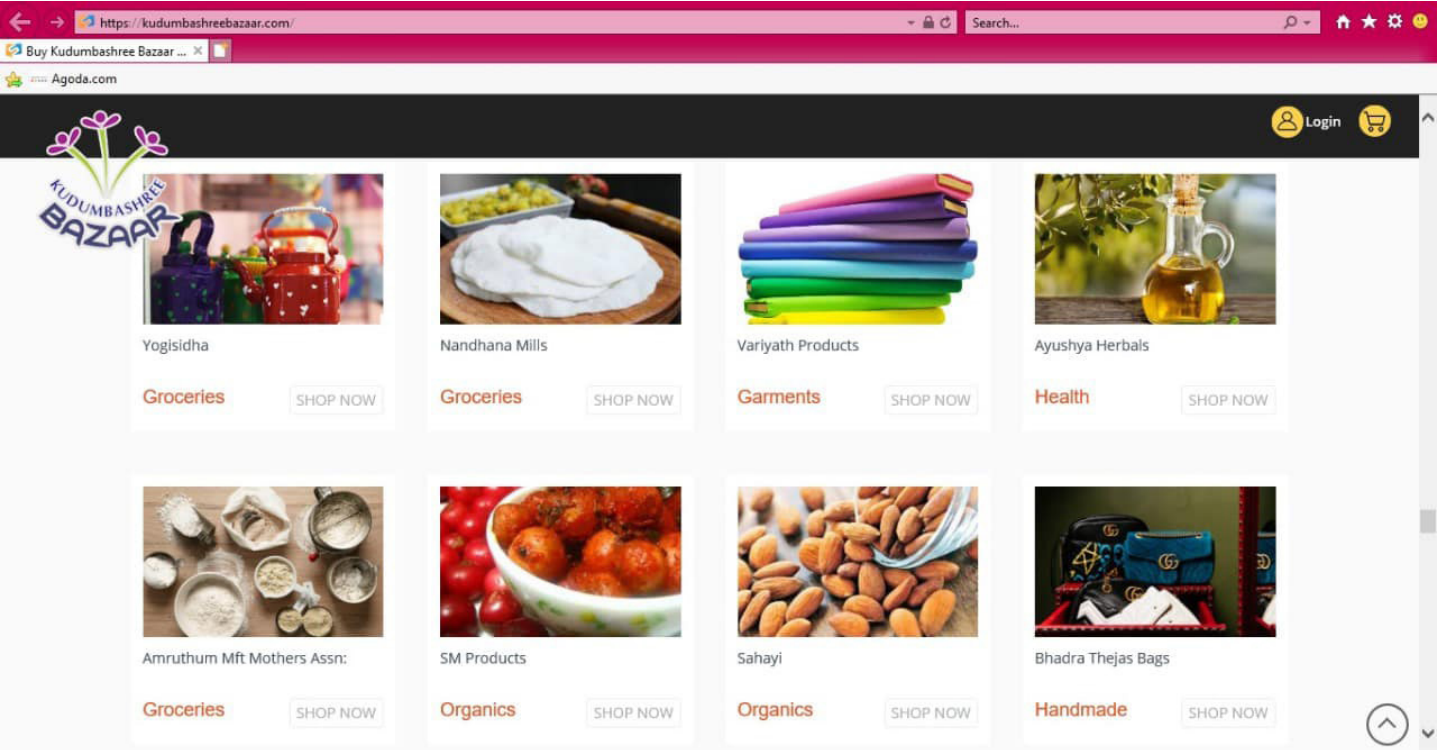 https://kudumbashreebazaar.com/
Search...
Buy Kudumbashree Bazaar ...
Agoda.com
KUDUMBASHREE
BAZAAR
Login
Yogisidha
Groceries SHOP NOW
Nandhana Mills
Groceries SHOP NOW
Variyath Products
Garments SHOP NOW
Ayushya Herbals
Health SHOP NOW
Amruthum Mft Mothers Assn:
Groceries SHOP NOW
SM Products
Organics SHOP NOW
Sahayi
Organics SHOP NOW
Bhadra Thejas Bags
Handmade SHOP NOW